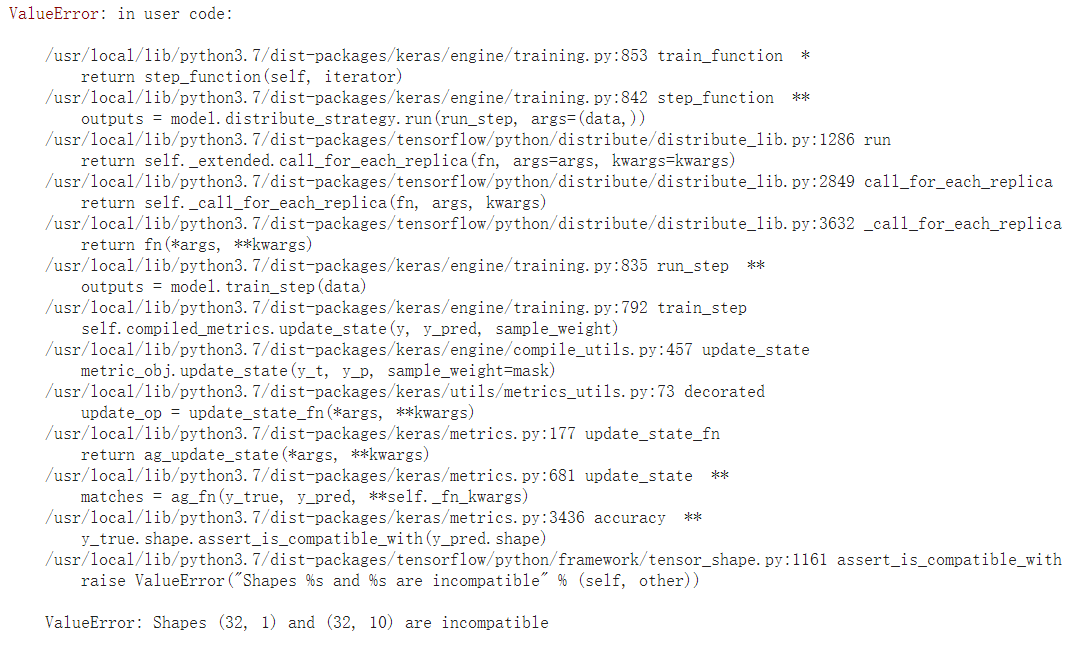 ValueError: in user code:

    /usr/local/lib/python3.7/dist-packages/keras/engine/training.py:853 train_function  *
        return step_function(self, iterator)
    /usr/local/lib/python3.7/dist-packages/keras/engine/training.py:842 step_function  **
        outputs = model.distribute_strategy.run(run_step, args=(data,))
    /usr/local/lib/python3.7/dist-packages/tensorflow/python/distribute/distribute_lib.py:1286 run
        return self._extended.call_for_each_replica(fn, args=args, kwargs=kwargs)
    /usr/local/lib/python3.7/dist-packages/tensorflow/python/distribute/distribute_lib.py:2849 call_for_each_replica
        return self._call_for_each_replica(fn, args, kwargs)
    /usr/local/lib/python3.7/dist-packages/tensorflow/python/distribute/distribute_lib.py:3632 _call_for_each_replica
        return fn(*args, **kwargs)
    /usr/local/lib/python3.7/dist-packages/keras/engine/training.py:835 run_step  **
        outputs = model.train_step(data)
    /usr/local/lib/python3.7/dist-packages/keras/engine/training.py:792 train_step
        self.compiled_metrics.update_state(y, y_pred, sample_weight)
    /usr/local/lib/python3.7/dist-packages/keras/engine/compile_utils.py:457 update_state
        metric_obj.update_state(y_t, y_p, sample_weight=mask)
    /usr/local/lib/python3.7/dist-packages/keras/utils/metrics_utils.py:73 decorated
        update_op = update_state_fn(*args, **kwargs)
    /usr/local/lib/python3.7/dist-packages/keras/metrics.py:177 update_state_fn
        return ag_update_state(*args, **kwargs)
    /usr/local/lib/python3.7/dist-packages/keras/metrics.py:681 update_state  **
        matches = ag_fn(y_true, y_pred, **self._fn_kwargs)
    /usr/local/lib/python3.7/dist-packages/keras/metrics.py:3436 accuracy  **
        y_true.shape.assert_is_compatible_with(y_pred.shape)
    /usr/local/lib/python3.7/dist-packages/tensorflow/python/framework/tensor_shape.py:1161 assert_is_compatible_with
        raise ValueError("Shapes %s and %s are incompatible" % (self, other))

    ValueError: Shapes (32, 1) and (32, 10) are incompatible